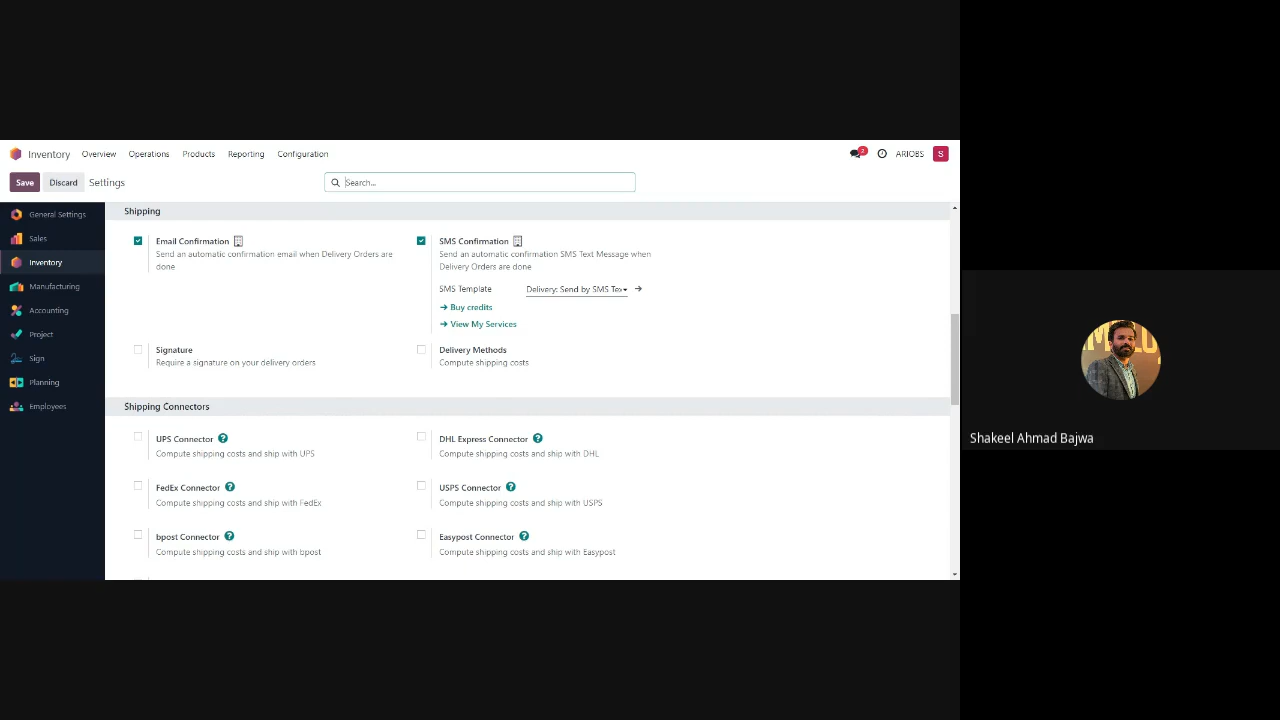 Inventory Overview Operations Products Reporting Configuration 2 ARIOBS S
Save Discard Settings Search...
General Settings
Sales
Inventory
Manufacturing
Accounting
Project
Sign
Planning
Employees
Shipping
Email Confirmation
Send an automatic confirmation email when Delivery Orders are
done
SMS Confirmation
Send an automatic confirmation SMS Text Message when
Delivery Orders are done
SMS Template Delivery: Send by SMS Tex
Buy credits
View My Services
Signature
Require a signature on your delivery orders
Delivery Methods
Compute shipping costs
Shipping Connectors
UPS Connector ?
Compute shipping costs and ship with UPS
DHL Express Connector ?
Compute shipping costs and ship with DHL
FedEx Connector ?
Compute shipping costs and ship with FedEx
USPS Connector ?
Compute shipping costs and ship with USPS
bpost Connector ?
Compute shipping costs and ship with bpost
Easypost Connector ?
Compute shipping costs and ship with Easypost
Shakeel Ahmad Bajwa